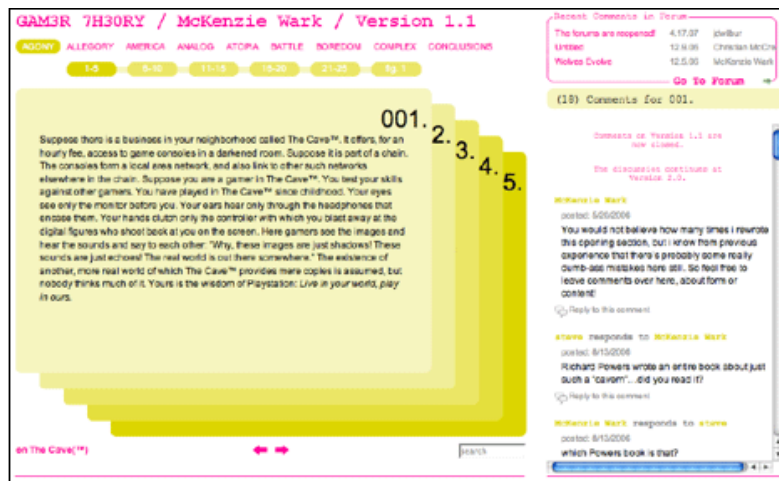 GAM3R 7H30RY / McKenzie Wark / Version 1.1
AGONY ALLEGORY AMERICA ANALOG ATOPIA BATTLE BOREDOM COMPLEX CONCLUSIONS
1-5 6-10 11-15 16-20 21-25 fig. 1
001.
2.
3.
4.
5.
Suppose there is a business in your neighborhood called The Cave™. It offers, for an
hourly fee, access to game consoles in a darkened room. Suppose it is part of a chain.
The consoles form a local area network, and also link to other such networks
elsewhere in the chain. Suppose you are a gamer in The Cave™. You test your skills
against other gamers. You have played in The Cave™ since childhood. Your eyes
see only the monitor before you. Your ears hear only through the headphones that
encase them. Your hands clutch only the controller with which you blast away at the
digital figures who shoot back at you on the screen. Here gamers see the images and
hear the sounds and say to each other: "Why, these images are just shadows! These
sounds are just echoes! The real world is out there somewhere." The existence of
another, more real world of which The Cave™ provides mere copies is assumed, but
nobody thinks much of it. Yours is the wisdom of Playstation: Live in your world, play
in ours.
on The Cave(™)
search
Recent Comments in Forum
The forums are reopened! 4.17.07 jdwilbur
Untitled 12.9.06 Christian McCr
Wolves Evolve 12.5.06 McKenzie Wark
Go To Forum
(18) Comments for 001.
Comments on Version 1.1 are
now closed.
The discussion continues at
Version 2.0.
McKenzie Wark
posted: 5/20/2006
You would not believe how many times i rewrote
this opening section, but i know from previous
experience that there's probably some really
dumb-ass mistakes here still. So feel free to
leave comments over here, about form or
content!
Reply to this comment
steve responds to McKenzie Wark
posted: 6/13/2006
Richard Powers wrote an entire book about just
such a "cavern"...did you read it?
Reply to this comment
McKenzie Wark responds to steve
posted: 6/13/2006
which Powers book is that?